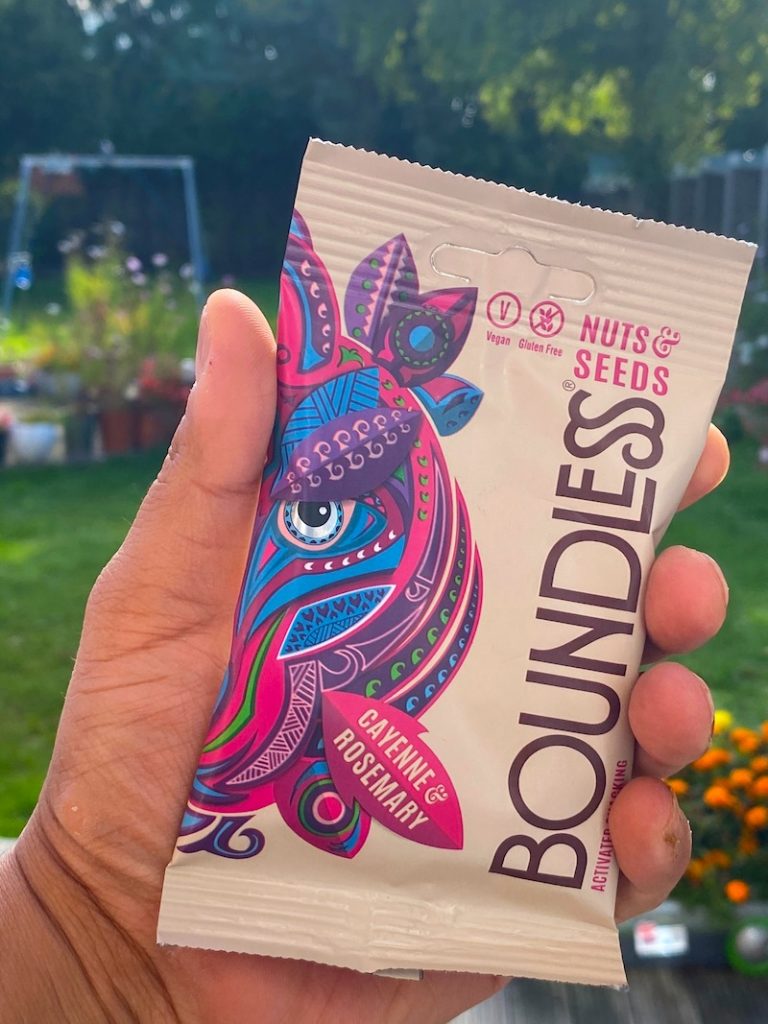 V
Vegan
Gluten Free
NUTS &
SEEDS
BOUNDLESS®
CAYENNE &
ROSEMARY
ACTIVATED